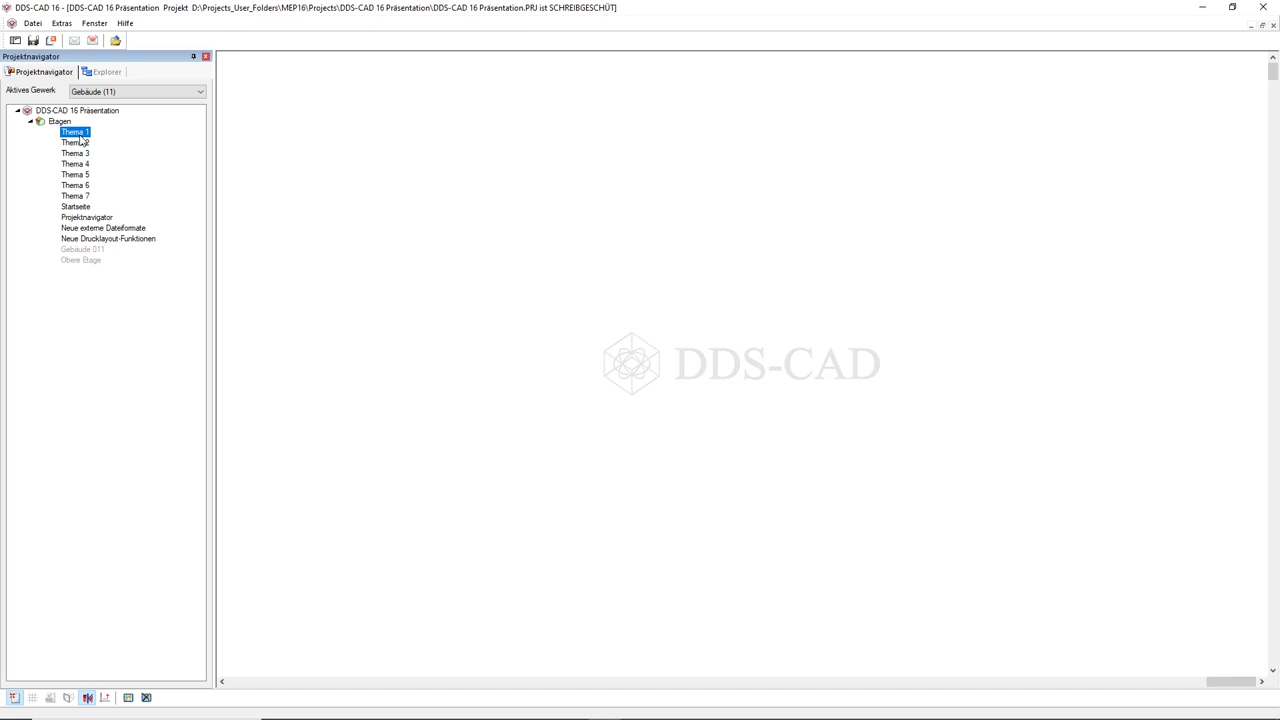 DDS-CAD 16 - [DDS-CAD 16 Präsentation Projekt D:\Projects_User_Folders\MEP16\Projects\DDS-CAD 16 Präsentation\DDS-CAD 16 Präsentation.PRJ ist SCHREIBGESCHÜT]
Datei Extras Fenster Hilfe
Projektnavigator
Projektnavigator Explorer
Aktives Gewerk Gebäude (11)
DDS-CAD 16 Präsentation
Etagen
Thema 1
Thema 2
Thema 3
Thema 4
Thema 5
Thema 6
Thema 7
Startseite
Projektnavigator
Neue externe Dateiformate
Neue Drucklayout-Funktionen
Gebäude 011
Obere Etage
DDS-CAD